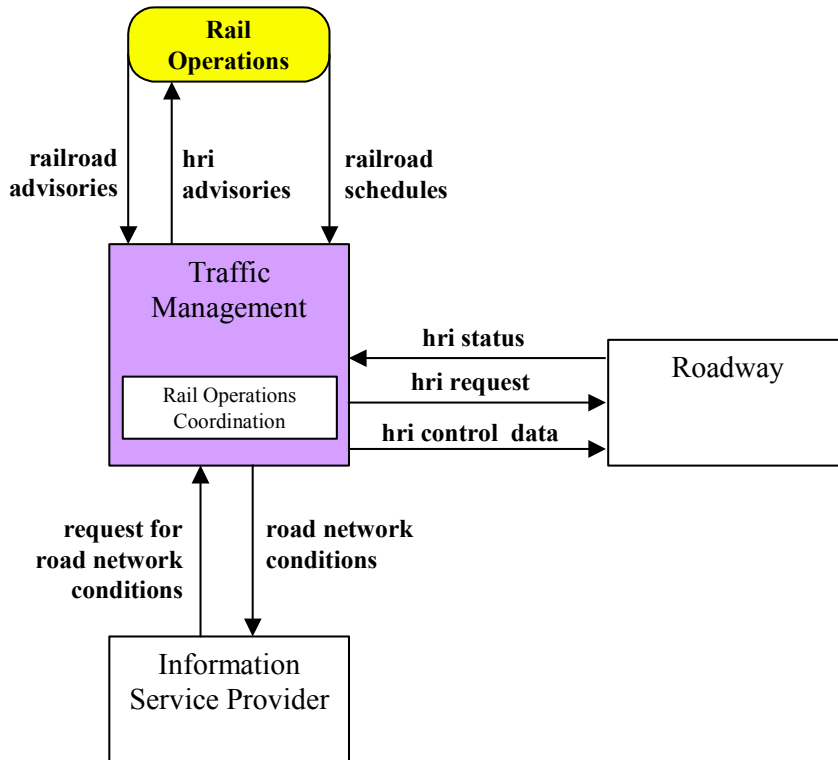 Rail
Operations
railroad
advisories
hri
advisories
railroad
schedules
Traffic
Management
Rail Operations
Coordination
hri status
hri request
hri control data
Roadway
request for
road network
conditions
road network
conditions
Information
Service Provider